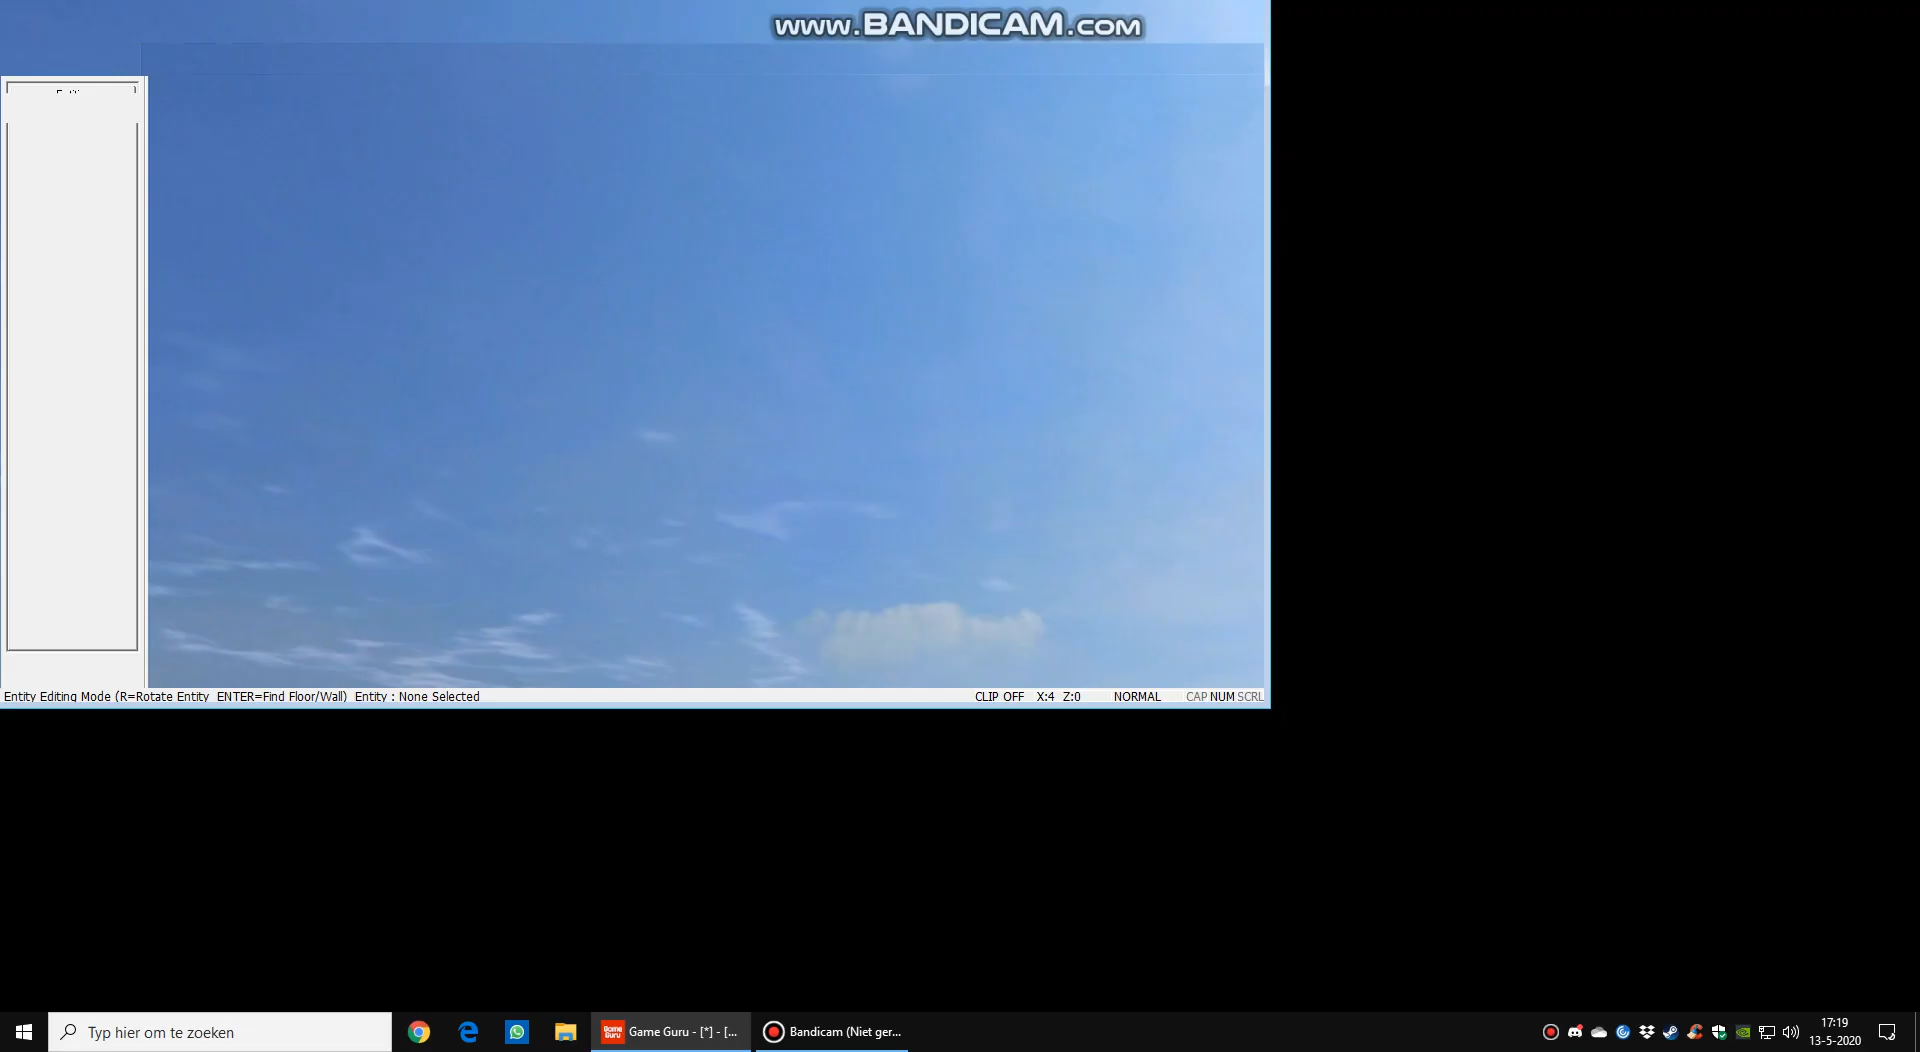 www.BANDICAM.com
Entity Editing Mode (R=Rotate Entity ENTER=Find Floor/Wall) Entity : None Selected
CLIP OFF X:4 Z:0 NORMAL CAP NUM SCRL
Typ hier om te zoeken
Game Guru
Game Guru - [*] - [...
Bandicam (Niet ger...
17:19
13-5-2020